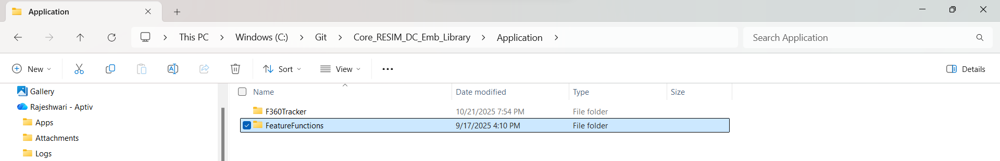 Application
This PC > Windows (C:) > Git > Core_RESIM_DC_Emb_Library > Application >
Search Application
New
Sort
View
Details
Gallery
Rajeshwari - Aptiv
Apps
Attachments
Logs
Name Date modified Type Size
F360Tracker 10/21/2025 7:54 PM File folder
FeatureFunctions 9/17/2025 4:10 PM File folder